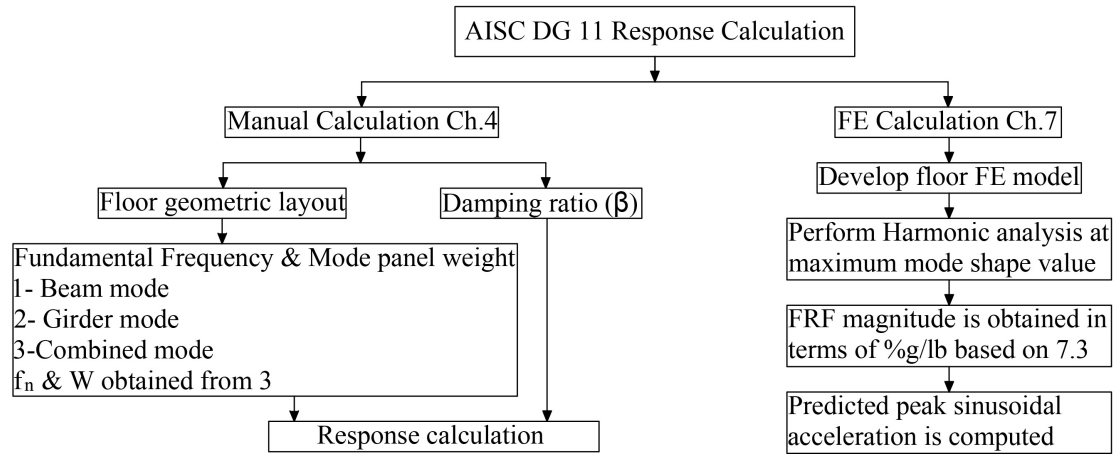 AISC DG 11 Response Calculation
Manual Calculation Ch.4
FE Calculation Ch.7
Floor geometric layout
Damping ratio (β)
Develop floor FE model
Fundamental Frequency & Mode panel weight
1- Beam mode
2- Girder mode
3-Combined mode
fₙ & W obtained from 3
Perform Harmonic analysis at
maximum mode shape value
FRF magnitude is obtained in
terms of %g/lb based on 7.3
Response calculation
Predicted peak sinusoidal
acceleration is computed